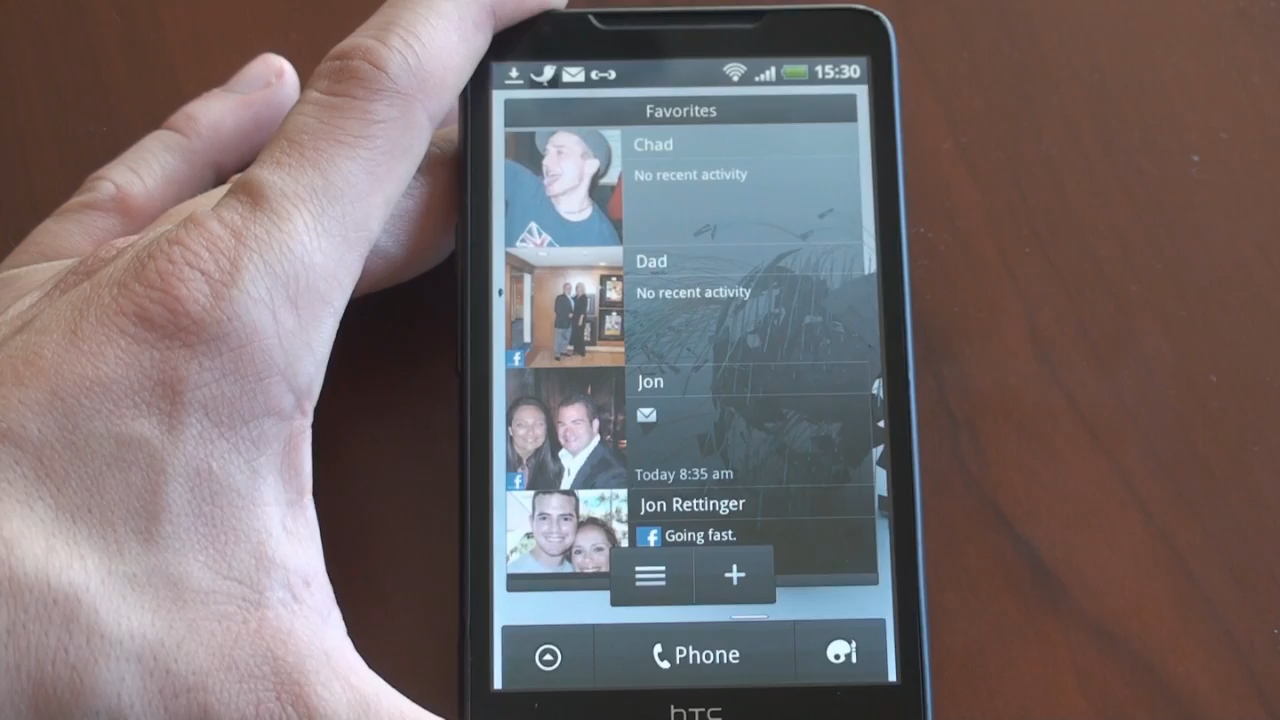 15:30
Favorites
Chad
No recent activity
Dad
No recent activity
f
Jon
Today 8:35 am
f
Jon Rettinger
f Going fast.
Phone
hTC